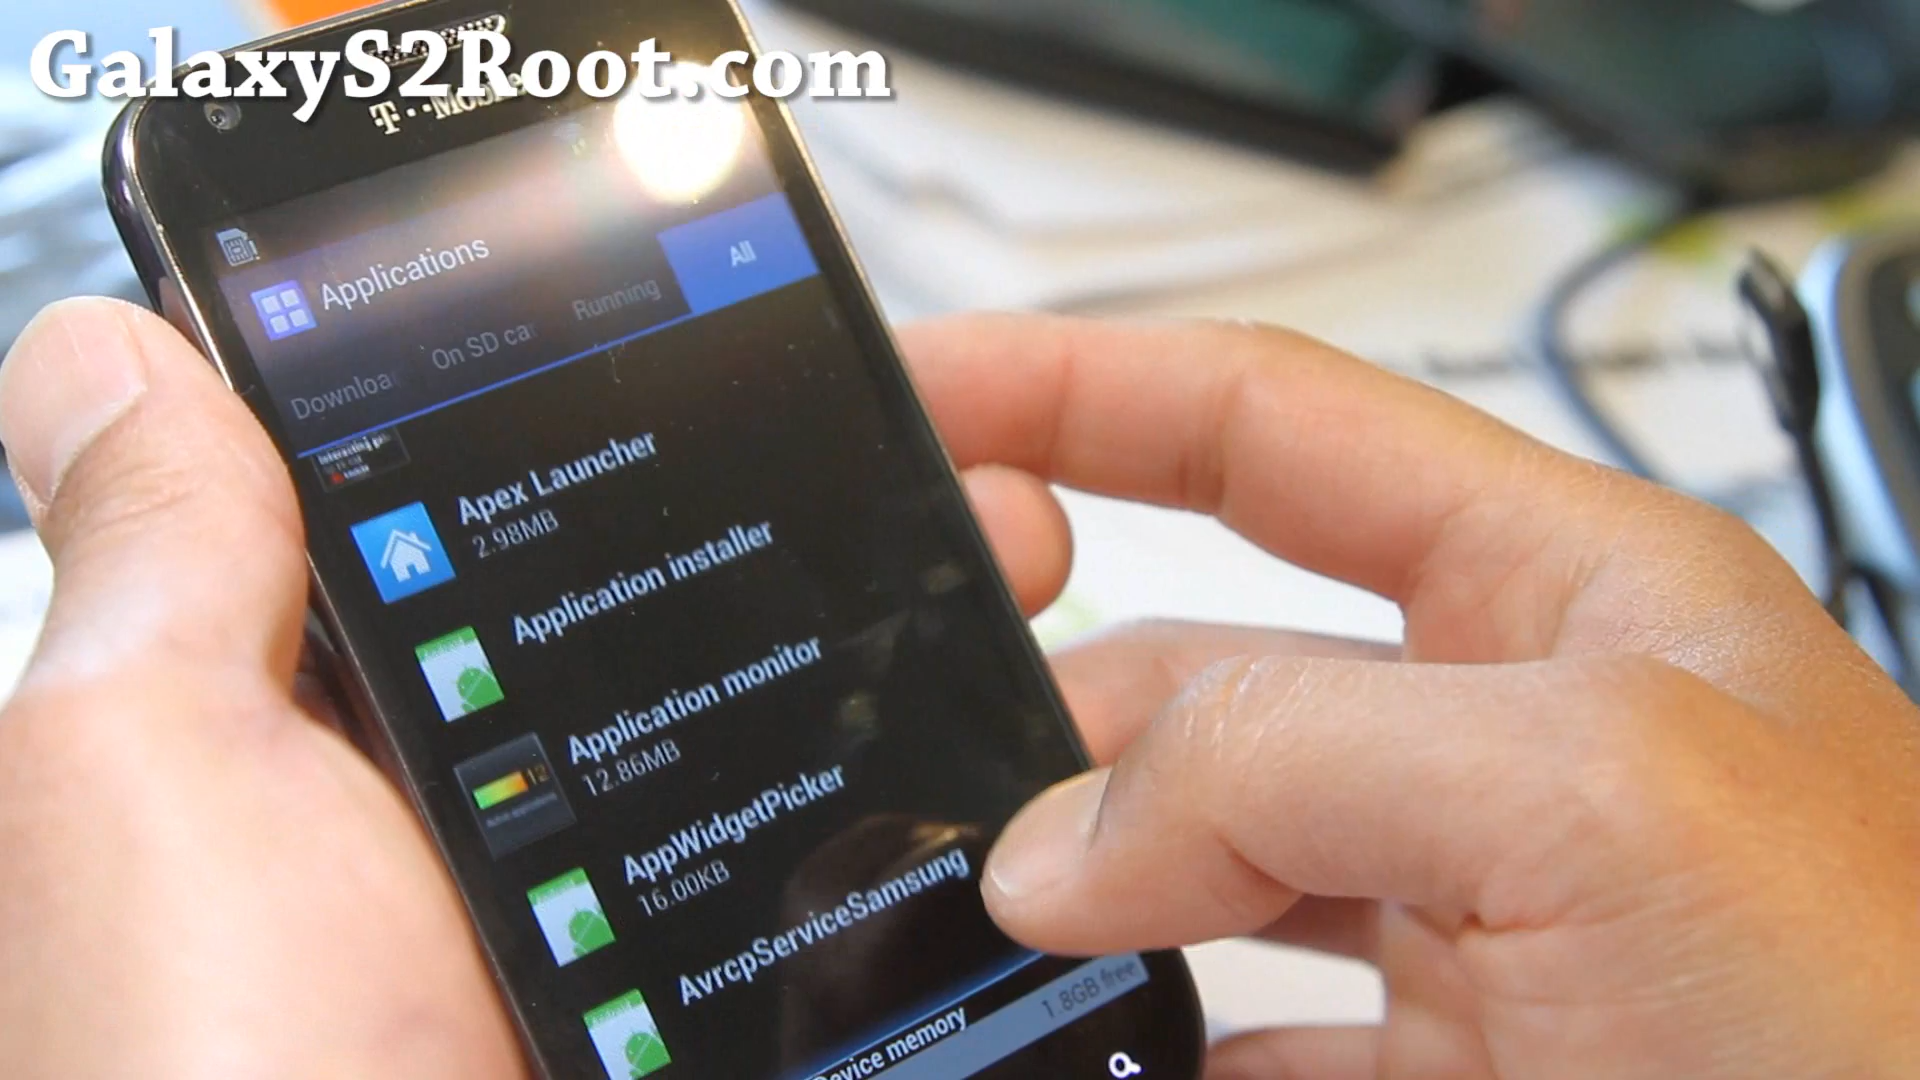 GalaxyS2Root.com
T-Mobile
Applications
Downloa
On SD ca
Running
All
Apex Launcher
2.98MB
Application installer
Application monitor
12.86MB
12
AppWidgetPicker
16.00KB
AvrcpServiceSamsung
Device memory
1.8GB free